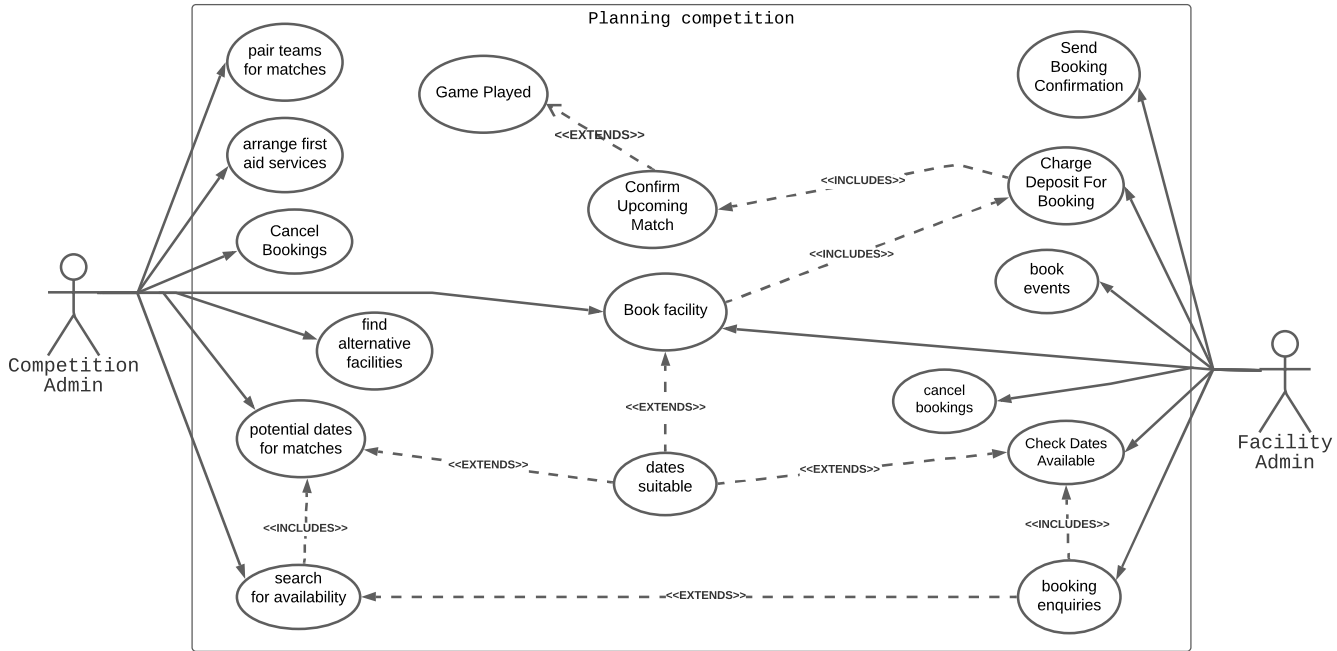 Planning competition
pair teams
for matches
Game Played
Send
Booking
Confirmation
<<EXTENDS>>
arrange first
aid services
Charge
Deposit For
Booking
<<INCLUDES>>
Confirm
Upcoming
Match
Cancel
Bookings
<<INCLUDES>>
book
events
Book facility
find
alternative
facilities
Competition
Admin
cancel
bookings
<<EXTENDS>>
potential dates
for matches
Check Dates
Available
Facility
Admin
<<EXTENDS>>
dates
suitable
<<EXTENDS>>
<<INCLUDES>>
<<INCLUDES>>
search
for availability
<<EXTENDS>>
booking
enquiries